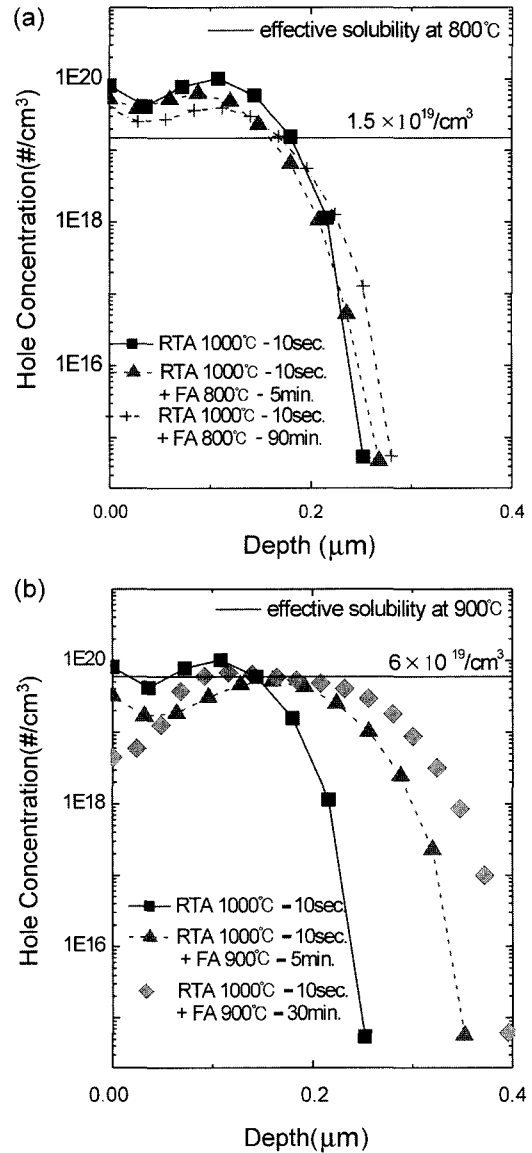 (a)
effective solubility at 800℃
1E20
1.5 × 10¹⁹/cm³
1E18
1E16
Hole Concentration(#/cm³)
RTA 1000℃ - 10sec.
RTA 1000℃ - 10sec.
+ FA 800℃ - 5min.
RTA 1000℃ - 10sec.
+ FA 800℃ - 90min.
0.00 0.2 0.4
Depth (μm)
(b)
effective solubility at 900℃
1E20
6 × 10¹⁹/cm³
1E18
1E16
Hole Concentration(#/cm³)
RTA 1000℃ - 10sec.
RTA 1000℃ - 10sec.
+ FA 900℃ - 5min.
RTA 1000℃ - 10sec.
+ FA 900℃ - 30min.
0.00 0.2 0.4
Depth(μm)